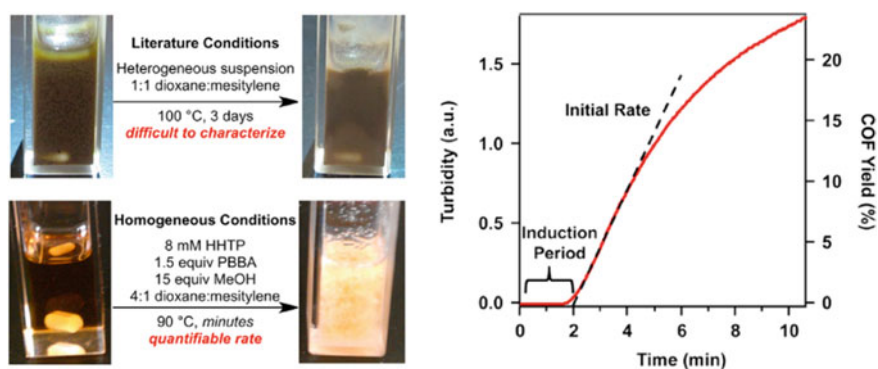 Literature Conditions
Heterogeneous suspension
1:1 dioxane:mesitylene
100 °C, 3 days
difficult to characterize
Homogeneous Conditions
8 mM HHTP
1.5 equiv PBBA
15 equiv MeOH
4:1 dioxane:mesitylene
90 °C, minutes
quantifiable rate
Turbidity (a.u.)
1.5
1.0
0.5
0.0
Initial Rate
Induction
Period
20
15
10
5
0
COF Yield (%)
0
2
4
6
8
10
Time (min)